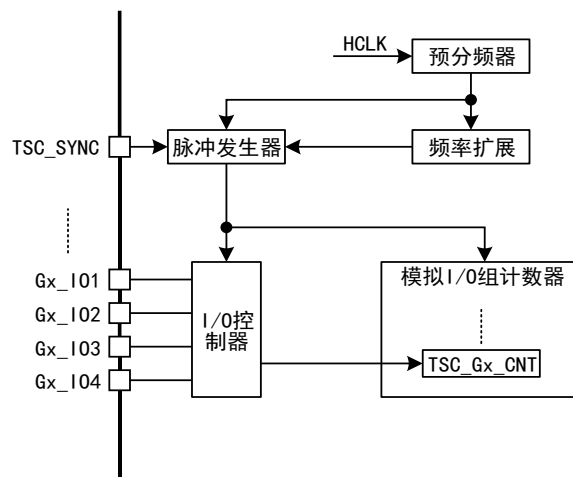 HCLK
预分频器
TSC_SYNC
脉冲发生器
频率扩展
Gx_IO1
Gx_IO2
Gx_IO3
Gx_IO4
I/O控
制器
模拟I/O组计数器
TSC_Gx_CNT